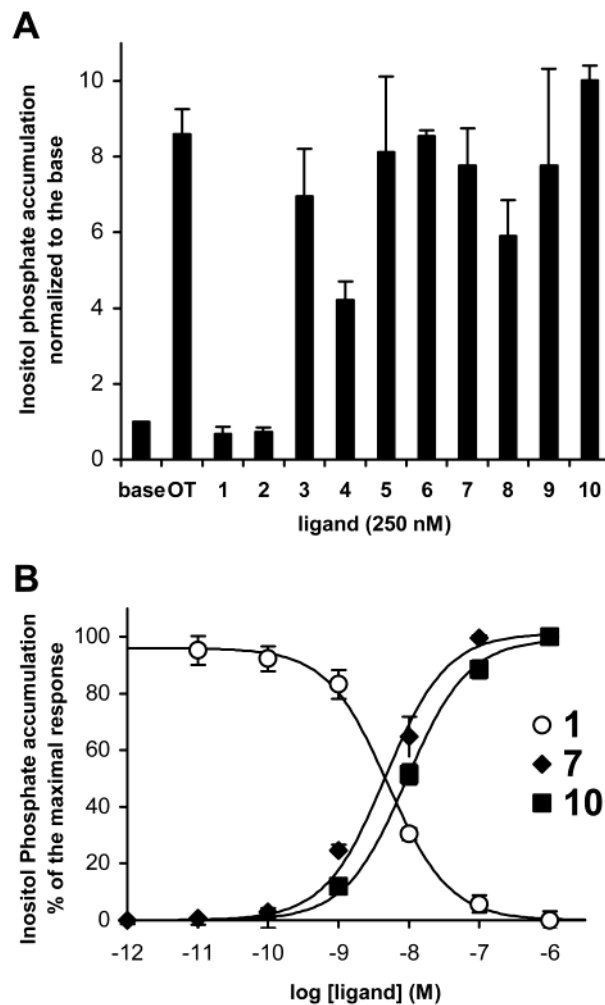 A
Inositol phosphate accumulation
normalized to the base
10
8
6
4
2
0
base OT 1 2 3 4 5 6 7 8 9 10
ligand (250 nM)
B
Inositol Phosphate accumulation
% of the maximal response
100
80
60
40
20
0
1
7
10
-12 -11 -10 -9 -8 -7 -6
log [ligand] (M)